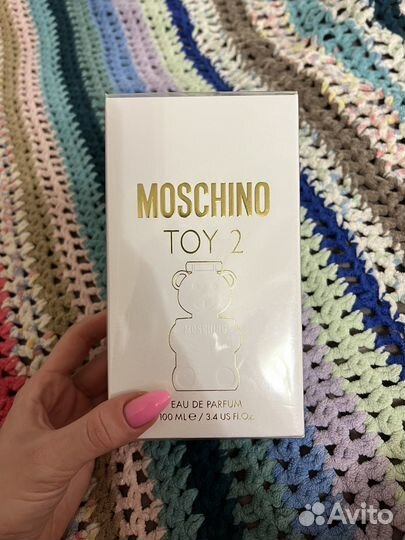 MOSCHINO
TOY 2
MOSCHINO
EAU DE PARFUM
100 ML ℮ / 3.4 US FL.OZ.
Avito